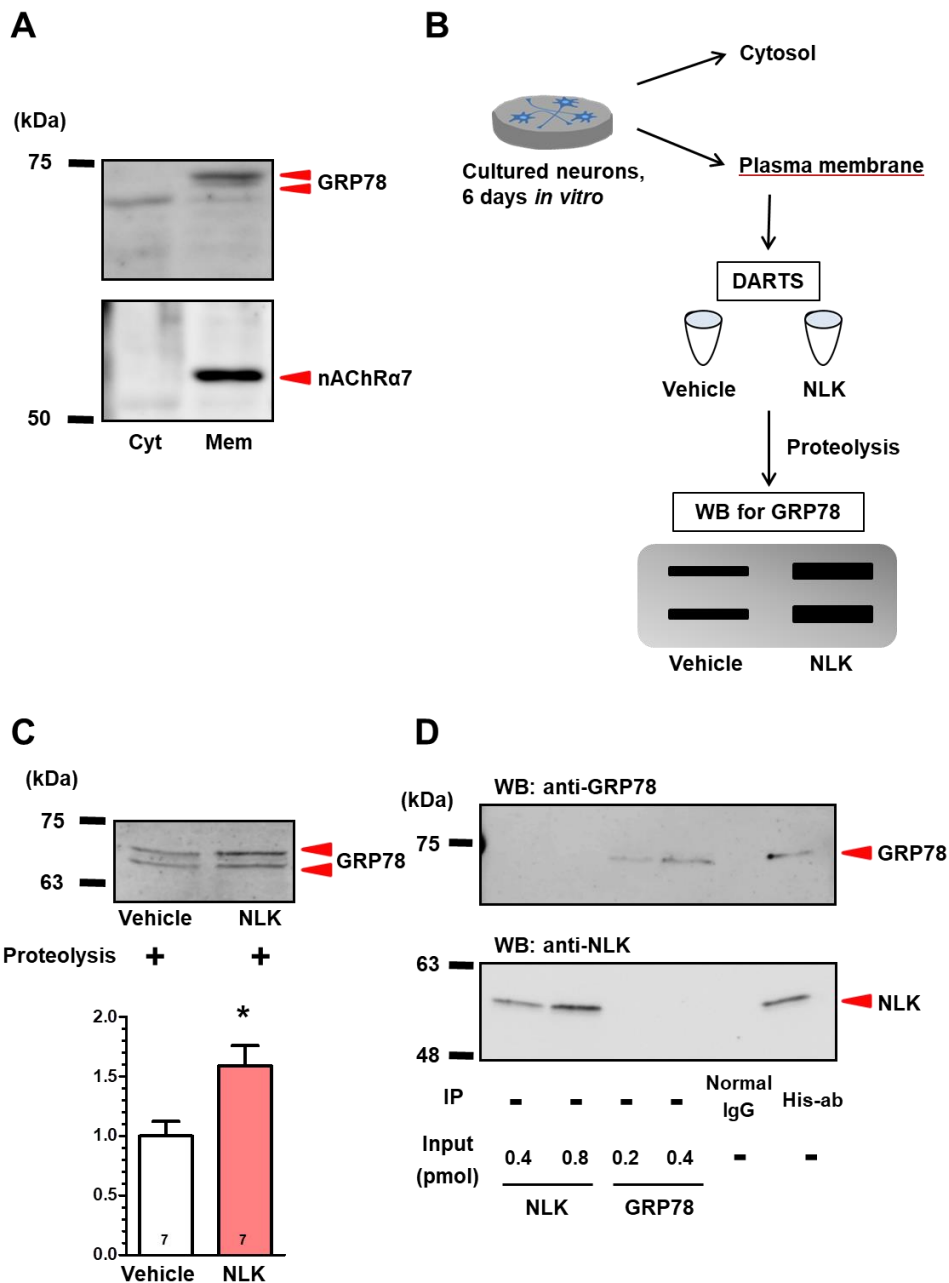 A
(kDa)
75
GRP78
nAChRα7
50
Cyt Mem
B
Cytosol
Cultured neurons,
6 days in vitro
Plasma membrane
DARTS
Vehicle NLK
Proteolysis
WB for GRP78
Vehicle NLK
C
(kDa)
75
GRP78
63
Vehicle NLK
Proteolysis + +
2.0
*
1.5
1.0
0.5
7 7
0.0
Vehicle NLK
D
WB: anti-GRP78
(kDa)
75
GRP78
WB: anti-NLK
63
NLK
48
IP - - - - Normal
IgG His-ab
Input
(pmol) 0.4 0.8 0.2 0.4 - -
NLK GRP78